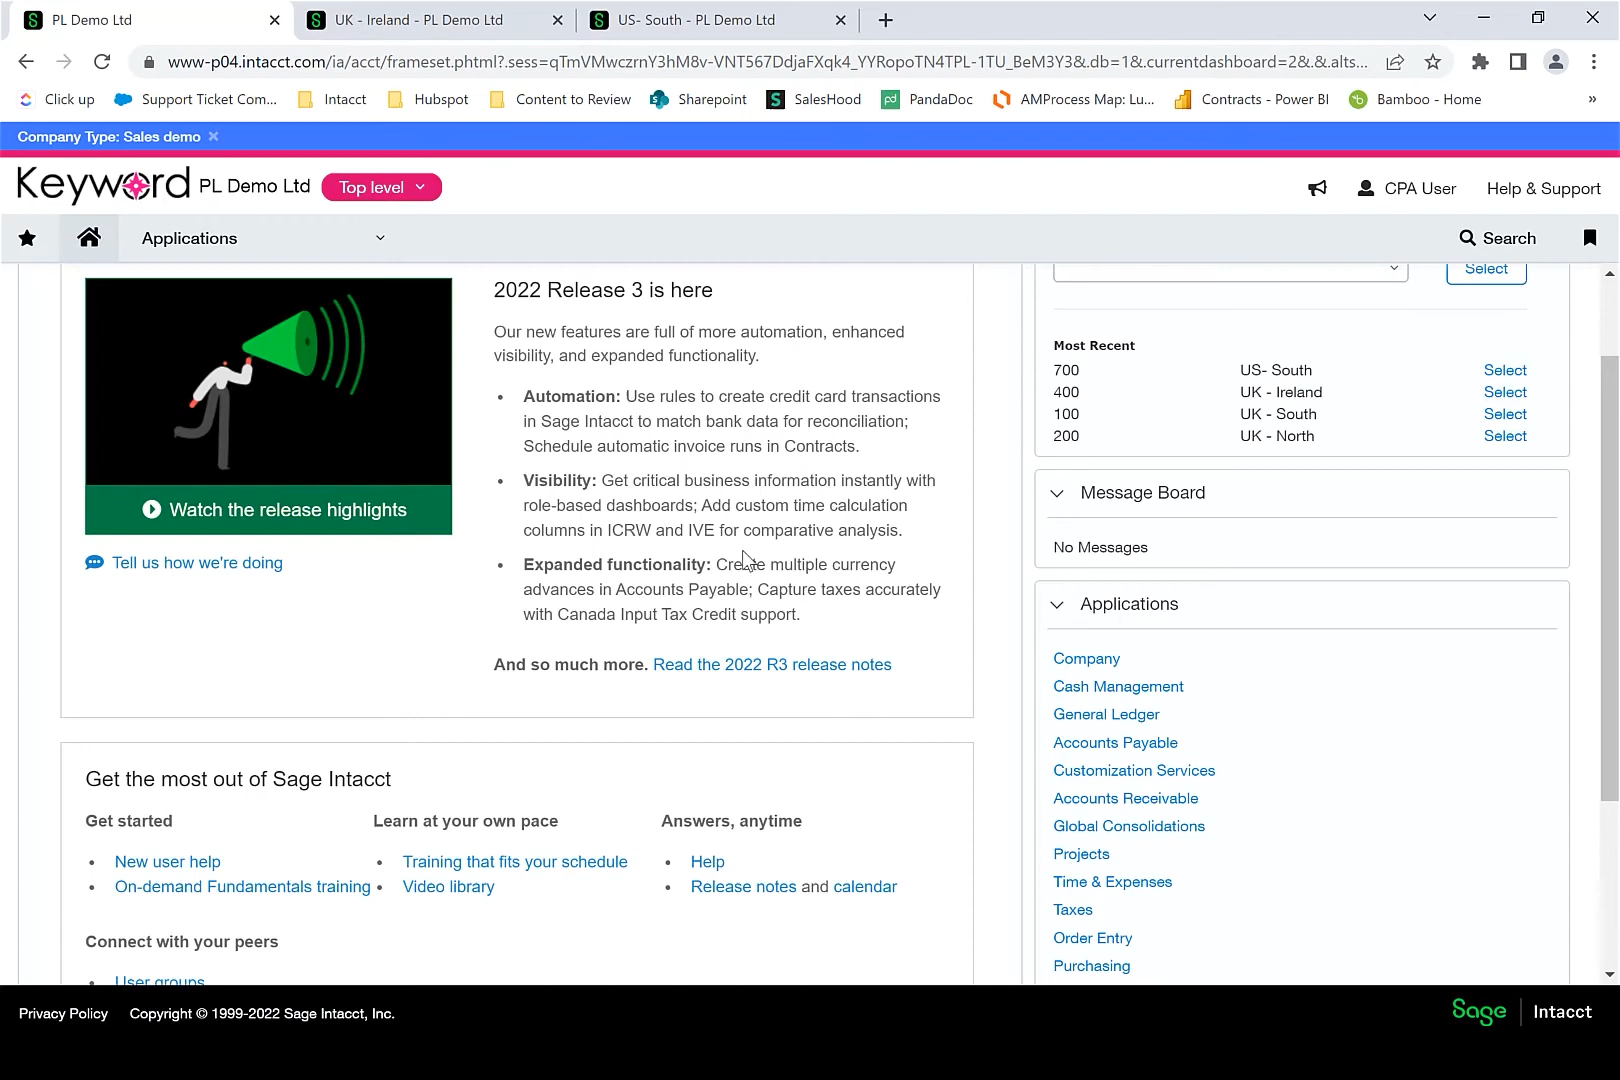 PL Demo Ltd
UK - Ireland - PL Demo Ltd
US- South - PL Demo Ltd
www-p04.intacct.com/ia/acct/frameset.phtml?.sess=qTmVMwczrnY3hM8v-VNT567DdjaFXqk4_YYRopoTN4TPL-1TU_BeM3Y3&.db=1&.currentdashboard=2&.&.alts...
Click up
Support Ticket Com...
Intacct
Hubspot
Content to Review
Sharepoint
SalesHood
PandaDoc
AMProcess Map: Lu...
Contracts - Power BI
Bamboo - Home
»
Company Type: Sales demo
Keyword PL Demo Ltd Top level
CPA User
Help & Support
Applications
Search
2022 Release 3 is here
Our new features are full of more automation, enhanced
visibility, and expanded functionality.
• Automation: Use rules to create credit card transactions
in Sage Intacct to match bank data for reconciliation;
Schedule automatic invoice runs in Contracts.
• Visibility: Get critical business information instantly with
role-based dashboards; Add custom time calculation
columns in ICRW and IVE for comparative analysis.
• Expanded functionality: Create multiple currency
advances in Accounts Payable; Capture taxes accurately
with Canada Input Tax Credit support.
And so much more. Read the 2022 R3 release notes
Watch the release highlights
Tell us how we're doing
Get the most out of Sage Intacct
Get started
• New user help
• On-demand Fundamentals training
Learn at your own pace
• Training that fits your schedule
• Video library
Answers, anytime
• Help
• Release notes and calendar
Connect with your peers
• User groups
Select
Most Recent
700 US- South Select
400 UK - Ireland Select
100 UK - South Select
200 UK - North Select
Message Board
No Messages
Applications
Company
Cash Management
General Ledger
Accounts Payable
Customization Services
Accounts Receivable
Global Consolidations
Projects
Time & Expenses
Taxes
Order Entry
Purchasing
Privacy Policy Copyright © 1999-2022 Sage Intacct, Inc.
Sage Intacct